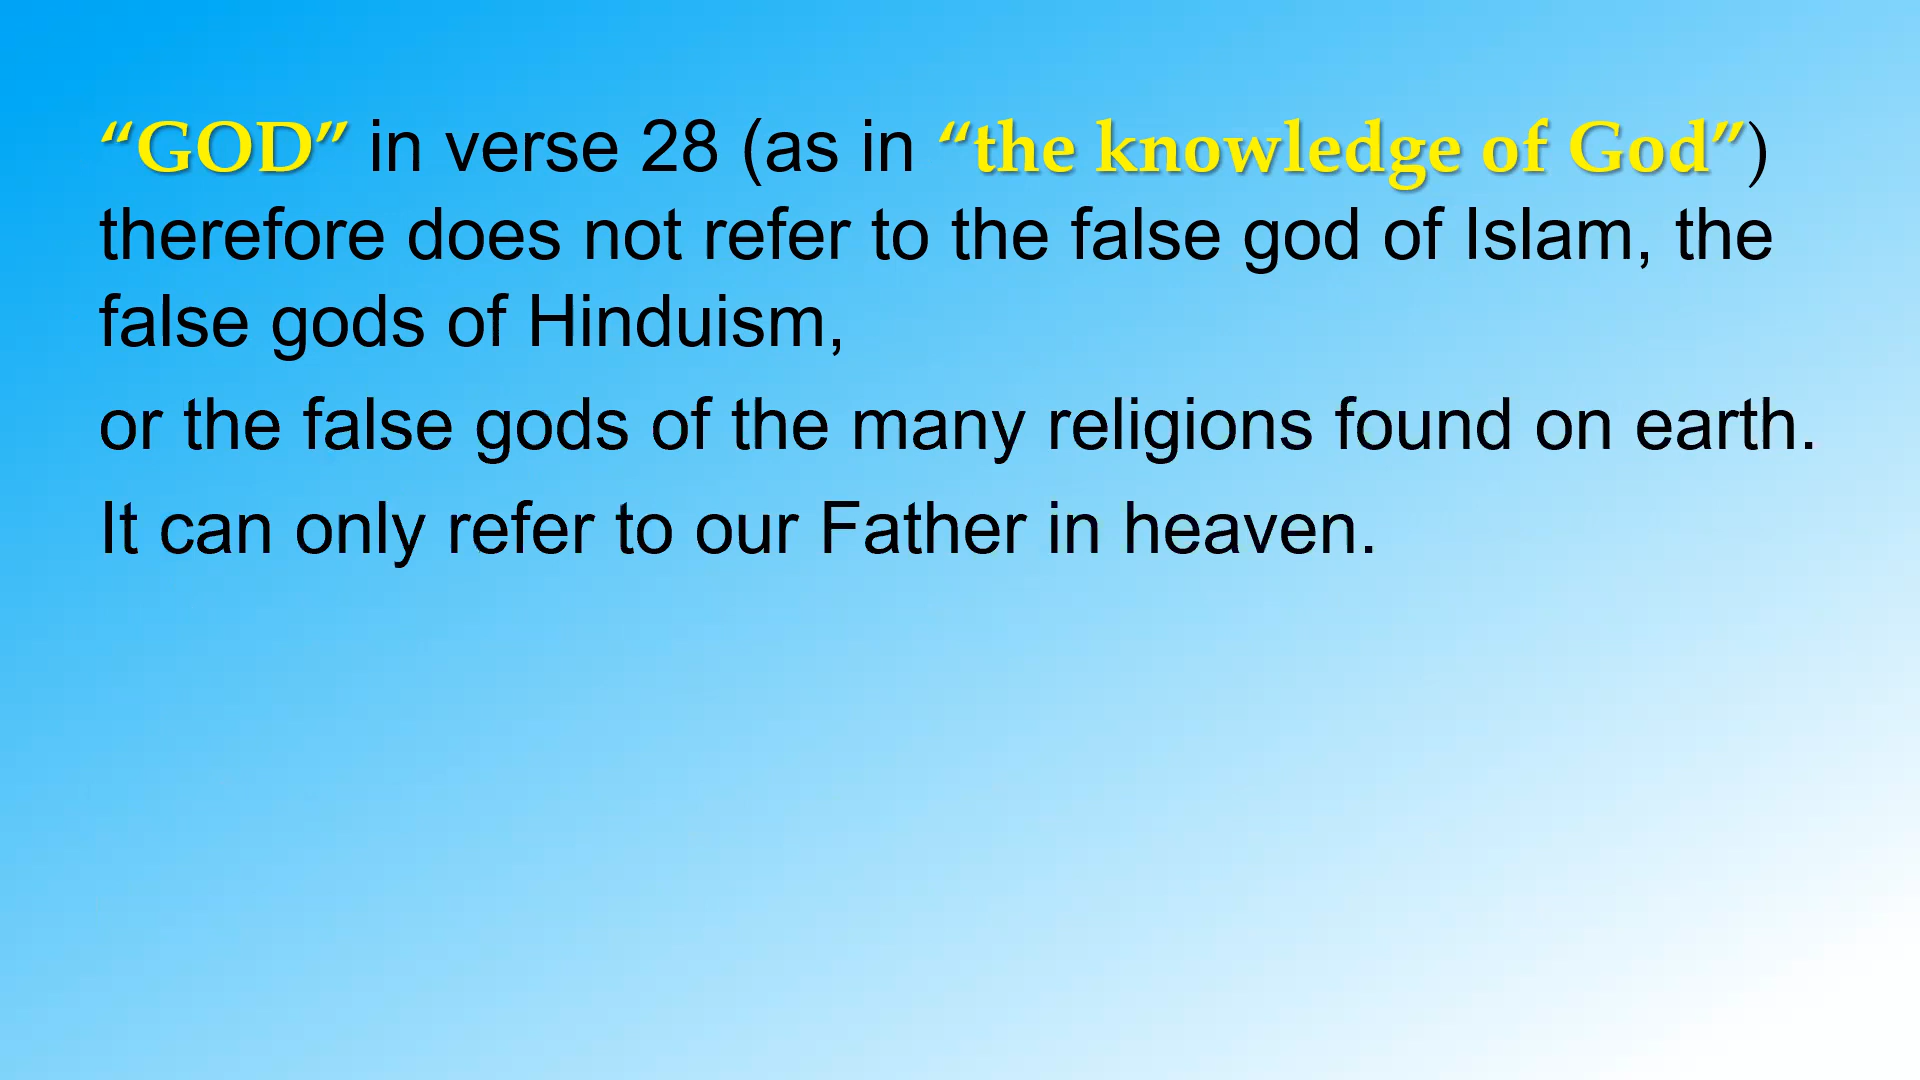 “GOD” in verse 28 (as in “the knowledge of God”)
therefore does not refer to the false god of Islam, the
false gods of Hinduism,
or the false gods of the many religions found on earth.
It can only refer to our Father in heaven.